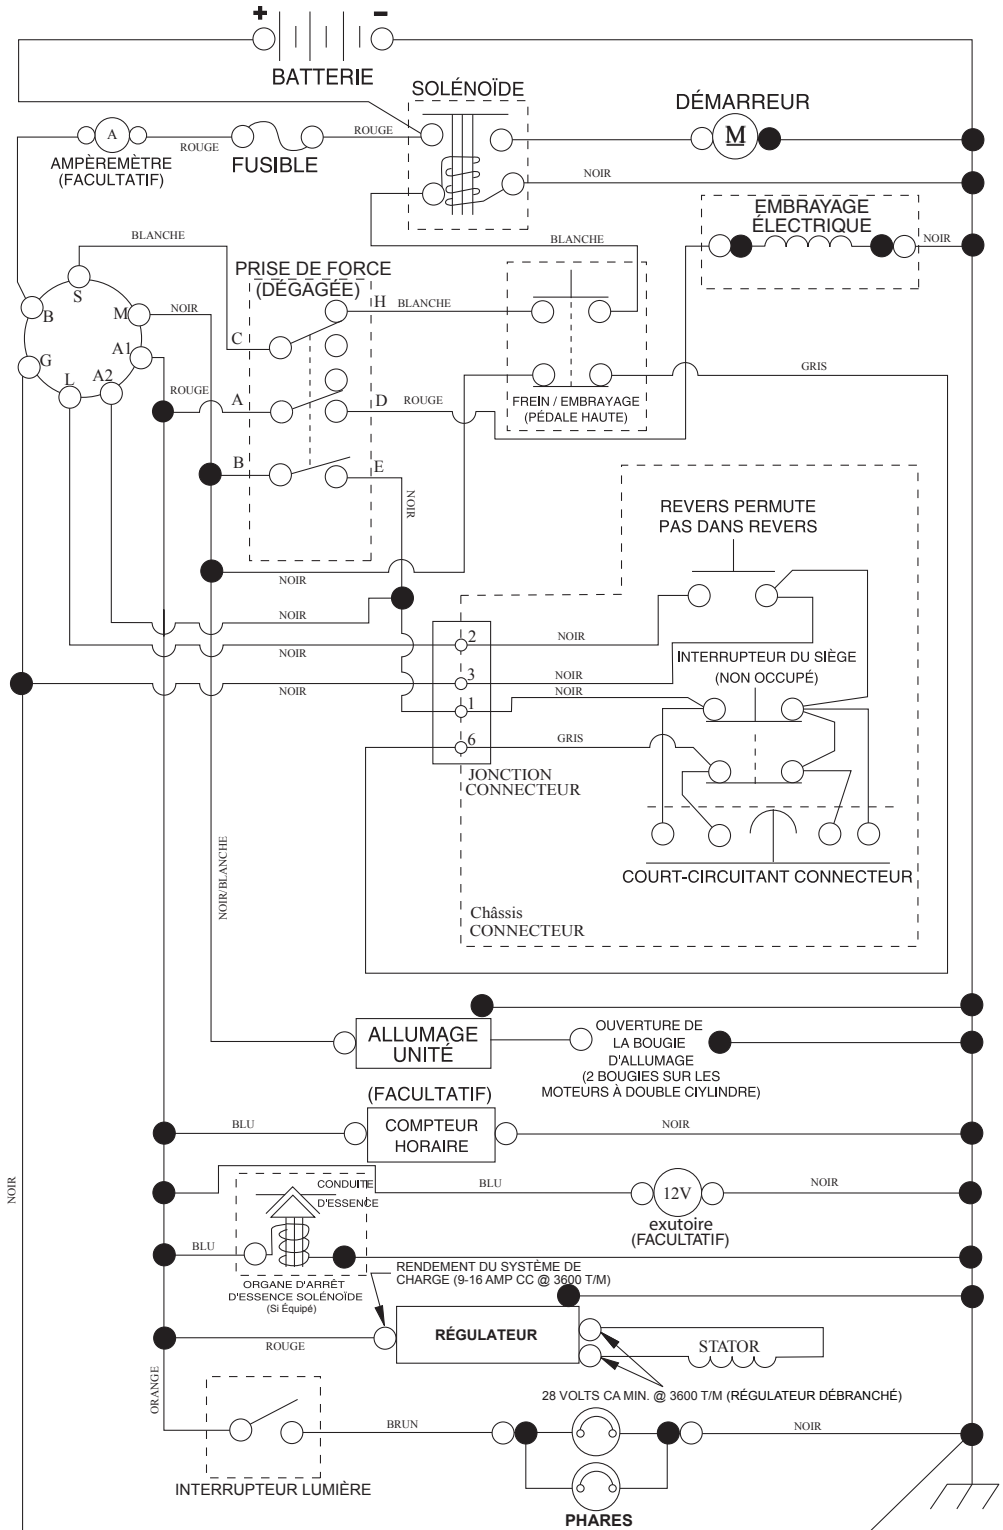 + −
BATTERIE
SOLÉNOÏDE
DÉMARREUR
A
ROUGE
ROUGE
M
AMPÈREMÈTRE
(FACULTATIF)
FUSIBLE
NOIR
EMBRAYAGE
ÉLECTRIQUE
NOIR
BLANCHE
BLANCHE
PRISE DE FORCE
(DÉGAGÉE)
S
B
M
NOIR
H
BLANCHE
C
G
A1
L
A2
ROUGE
A
D
ROUGE
GRIS
FREIN / EMBRAYAGE
(PÉDALE HAUTE)
B
E
NOIR
REVERS PERMUTE
PAS DANS REVERS
NOIR
NOIR
2
NOIR
NOIR
INTERRUPTEUR DU SIÈGE
(NON OCCUPÉ)
3
NOIR
NOIR
NOIR
1
6
GRIS
JONCTION
CONNECTEUR
NOIR/BLANCHE
COURT-CIRCUITANT CONNECTEUR
Châssis
CONNECTEUR
ALLUMAGE
UNITÉ
OUVERTURE DE
LA BOUGIE
D'ALLUMAGE
(2 BOUGIES SUR LES
MOTEURS À DOUBLE CIYLINDRE)
(FACULTATIF)
BLU
COMPTEUR
HORAIRE
NOIR
NOIR
CONDUITE
D'ESSENCE
BLU
12V
NOIR
exutoire
(FACULTATIF)
BLU
ORGANE D'ARRÊT
D'ESSENCE SOLÉNOÏDE
(Si Équipé)
RENDEMENT DU SYSTÈME DE
CHARGE (9-16 AMP CC @ 3600 T/M)
RÉGULATEUR
ROUGE
STATOR
ORANGE
28 VOLTS CA MIN. @ 3600 T/M (RÉGULATEUR DÉBRANCHÉ)
BRUN
NOIR
INTERRUPTEUR LUMIÈRE
PHARES